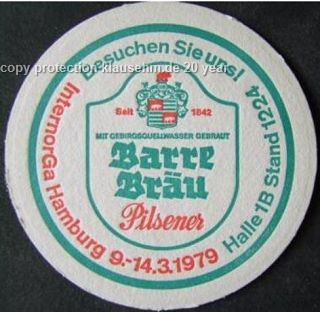 copy protection klausehm.de 20 years
Besuchen Sie uns!
InternorGa Hamburg 9.-14.3.1979 Halle 1B Stand 1224
Seit 1842
MIT GEBIRGSQUELLWASSER GEBRAUT
Barre
Bräu
Pilsener